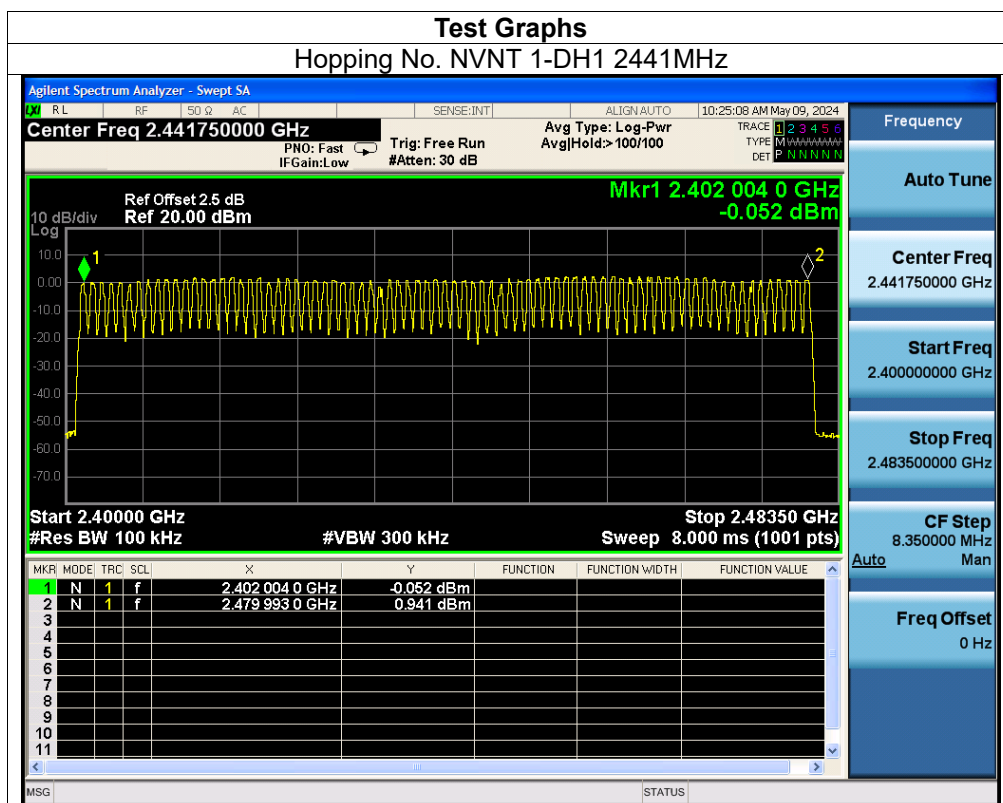 Test Graphs
Hopping No. NVNT 1-DH1 2441MHz
Agilent Spectrum Analyzer - Swept SA
LXI RL RF 50 Ω AC SENSE:INT ALIGN AUTO 10:25:08 AM May 09, 2024
Center Freq 2.441750000 GHz
PNO: Fast
IFGain:Low
Trig: Free Run
#Atten: 30 dB
Avg Type: Log-Pwr
Avg|Hold:>100/100
TRACE 1 2 3 4 5 6
TYPE M
DET P N N N N N
Mkr1 2.402 004 0 GHz
-0.052 dBm
Ref Offset 2.5 dB
10 dB/div Ref 20.00 dBm
Log
1
2
10.0
0.00
-10.0
-20.0
-30.0
-40.0
-50.0
-60.0
-70.0
Start 2.40000 GHz Stop 2.48350 GHz
#Res BW 100 kHz #VBW 300 kHz Sweep 8.000 ms (1001 pts)
MKR MODE TRC SCL X Y FUNCTION FUNCTION WIDTH FUNCTION VALUE
1 N 1 f 2.402 004 0 GHz -0.052 dBm
2 N 1 f 2.479 993 0 GHz 0.941 dBm
3
4
5
6
7
8
9
10
11
MSG STATUS
Frequency
Auto Tune
Center Freq
2.441750000 GHz
Start Freq
2.400000000 GHz
Stop Freq
2.483500000 GHz
CF Step
8.350000 MHz
Auto Man
Freq Offset
0 Hz